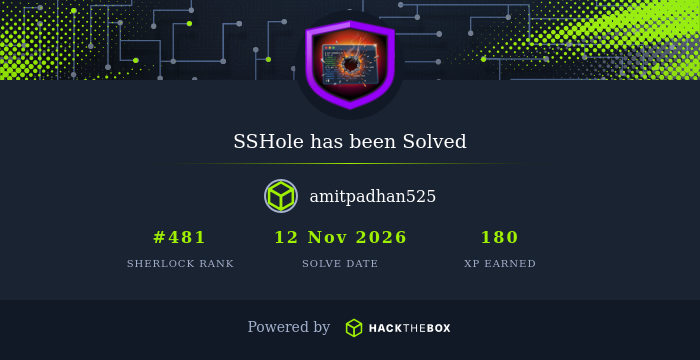 SSHole has been Solved
amitpadhan525
#481 12 Nov 2026 180
SHERLOCK RANK SOLVE DATE XP EARNED
Powered by HACKTHEBOX